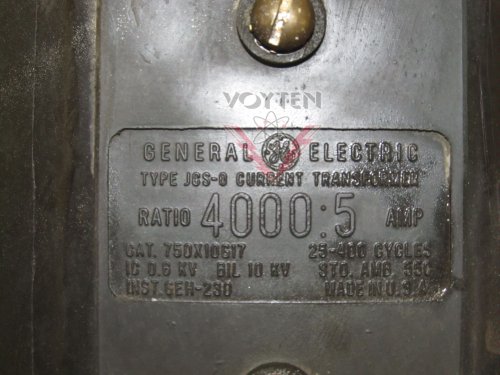 VOYTEN
GENERAL GE ELECTRIC
TYPE JCS-0 CURRENT TRANSFORMER
RATIO 4000:5 AMP
CAT. 750X10G17 25-400 CYCLES
IC 0.6 KV BIL 10 KV STD. AMB. 55C
INST. GEH-230 MADE IN U.S.A.